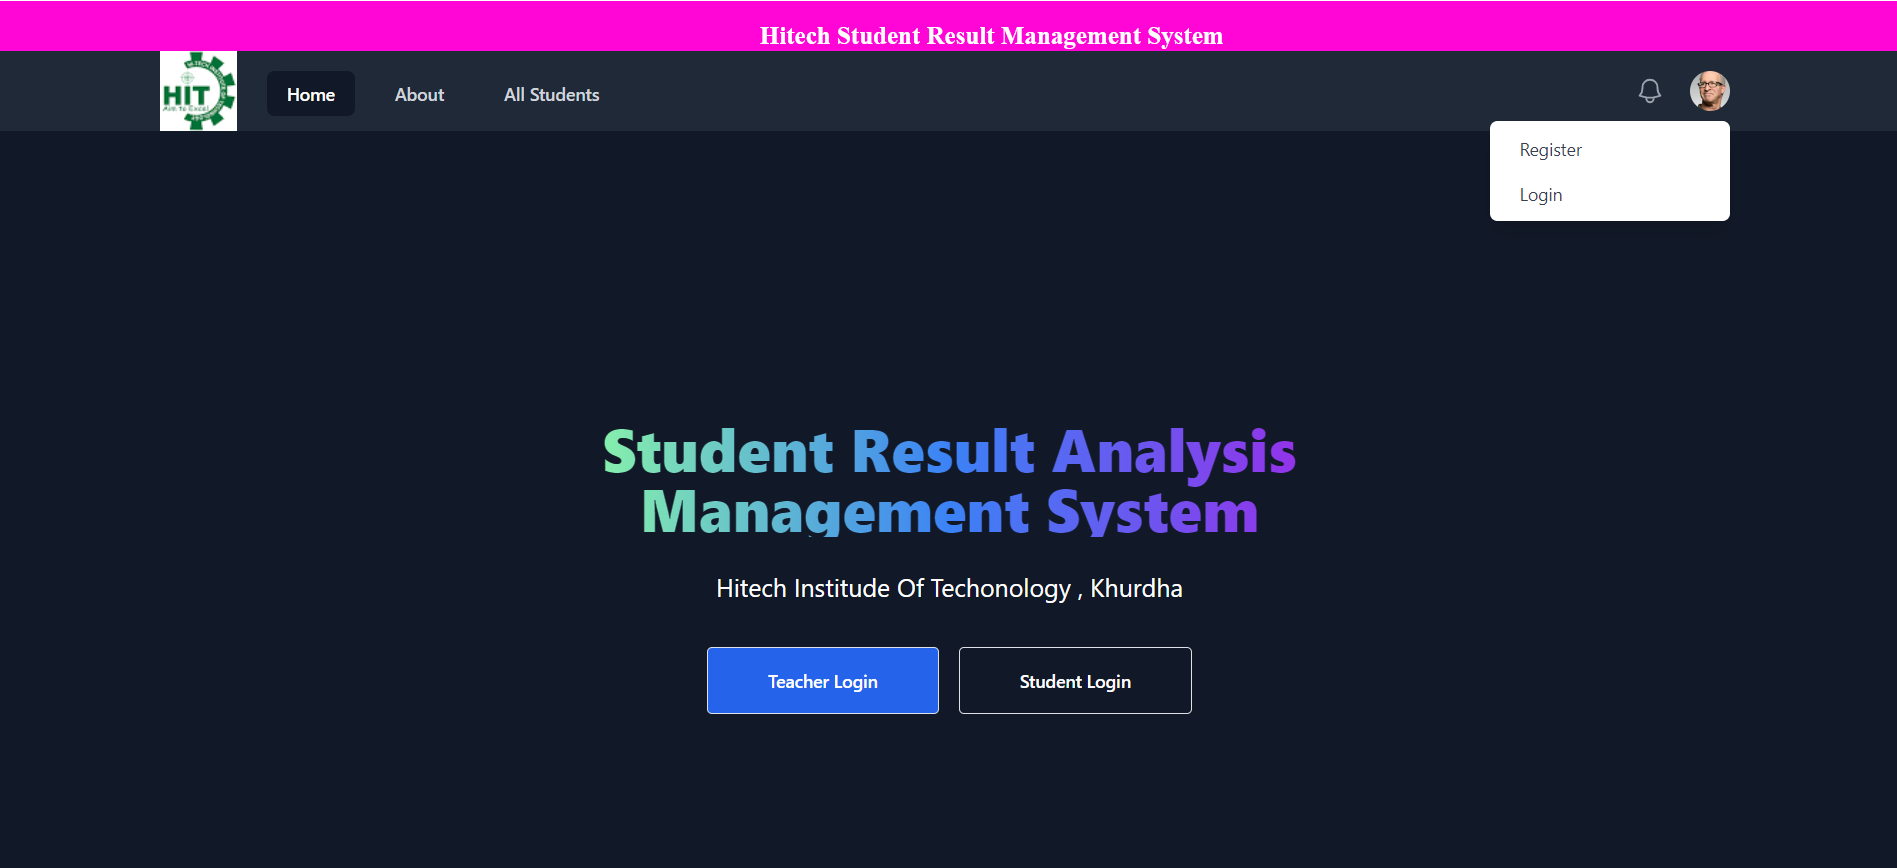 Hitech Student Result Management System
HIT
Aim to Excel
Home
About
All Students
Register
Login
Student Result Analysis
Management System
Hitech Institude Of Techonology , Khurdha
Teacher Login
Student Login